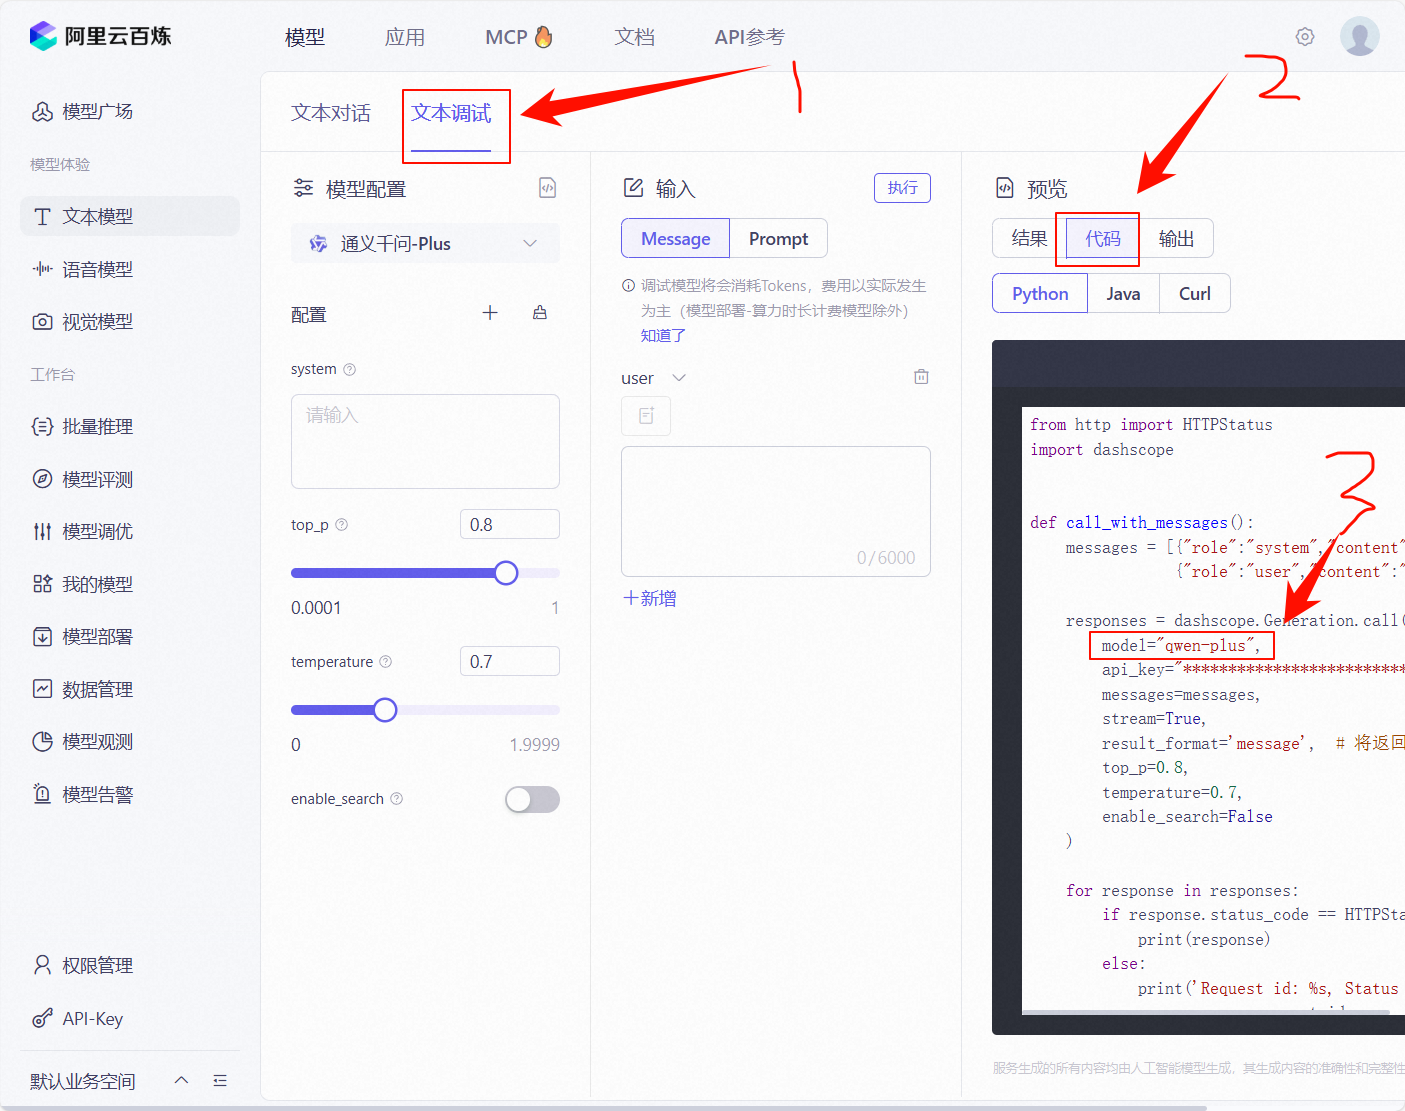 阿里云百炼
模型
应用
MCP
文档
API参考
1
2
模型广场
模型体验
文本模型
语音模型
视觉模型
工作台
批量推理
模型评测
模型调优
我的模型
模型部署
数据管理
模型观测
模型告警
权限管理
API-Key
默认业务空间
文本对话
文本调试
模型配置
通义千问-Plus
配置
system
请输入
top_p
0.8
0.0001
1
temperature
0.7
0
1.9999
enable_search
输入
执行
Message
Prompt
调试模型将会消耗Tokens，费用以实际发生
为主（模型部署-算力时长计费模型除外）
知道了
user
0/6000
+新增
预览
结果
代码
输出
Python
Java
Curl
3
from http import HTTPStatus
import dashscope
def call_with_messages():
messages = [{"role":"system","content"
{"role":"user","content":"
responses = dashscope.Generation.call(
model="qwen-plus",
api_key="*************************
messages=messages,
stream=True,
result_format='message', # 将返回
top_p=0.8,
temperature=0.7,
enable_search=False
)
for response in responses:
if response.status_code == HTTPSta
print(response)
else:
print('Request id: %s, Status
服务生成的所有内容均由人工智能模型生成，其生成内容的准确性和完整性